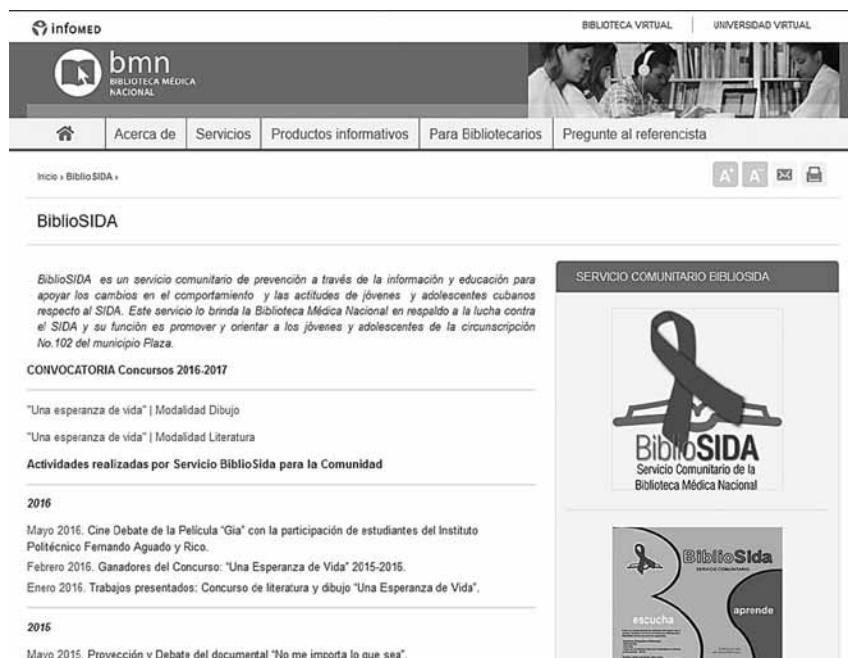 infoMED
BIBLIOTECA VIRTUAL
UNIVERSIDAD VIRTUAL
bmn
BIBLIOTECA MÉDICA
NACIONAL
Acerca de
Servicios
Productos informativos
Para Bibliotecarios
Pregunte al referencista
Inicio › BiblioSIDA ›
A+ A-
BiblioSIDA
BiblioSIDA es un servicio comunitario de prevención a través de la información y educación para
apoyar los cambios en el comportamiento y las actitudes de jóvenes y adolescentes cubanos
respecto al SIDA. Este servicio lo brinda la Biblioteca Médica Nacional en respaldo a la lucha contra
el SIDA y su función es promover y orientar a los jóvenes y adolescentes de la circunscripción
No.102 del municipio Plaza.
CONVOCATORIA Concursos 2016-2017
"Una esperanza de vida" | Modalidad Dibujo
"Una esperanza de vida" | Modalidad Literatura
Actividades realizadas por Servicio BiblioSida para la Comunidad
2016
Mayo 2016. Cine Debate de la Película "Gia" con la participación de estudiantes del Instituto
Politécnico Fernando Aguado y Rico.
Febrero 2016. Ganadores del Concurso: "Una Esperanza de Vida" 2015-2016.
Enero 2016. Trabajos presentados: Concurso de literatura y dibujo "Una Esperanza de Vida".
2015
Mayo 2015. Proyección y Debate del documental "No me importa lo que sea".
SERVICIO COMUNITARIO BIBLIOSIDA
BiblioSIDA
Servicio Comunitario de la
Biblioteca Médica Nacional
BiblioSida
SERVICIO COMUNITARIO
escucha
aprende